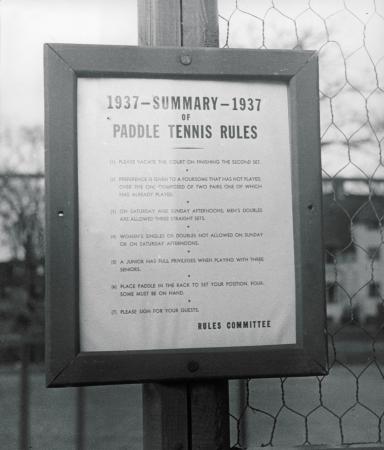 1937-SUMMARY-1937
OF
PADDLE TENNIS RULES
(1) PLEASE VACATE THE COURT ON FINISHING THE SECOND SET.
(2) PREFERENCE IS GIVEN TO A FOURSOME THAT HAS NOT PLAYED,
OVER THE ONE COMPOSED OF TWO PAIRS ONE OF WHICH
HAS ALREADY PLAYED.
(3) ON SATURDAY AND SUNDAY AFTERNOONS, MEN'S DOUBLES
ARE ALLOWED THREE STRAIGHT SETS.
(4) WOMEN'S SINGLES OR DOUBLES NOT ALLOWED ON SUNDAY
OR ON SATURDAY AFTERNOONS.
(5) A JUNIOR HAS FULL PRIVILEGES WHEN PLAYING WITH THREE
SENIORS.
(6) PLACE PADDLE IN THE RACK TO SET YOUR POSITION, FOUR-
SOME MUST BE ON HAND.
(7) PLEASE SIGN FOR YOUR GUESTS.
RULES COMMITTEE